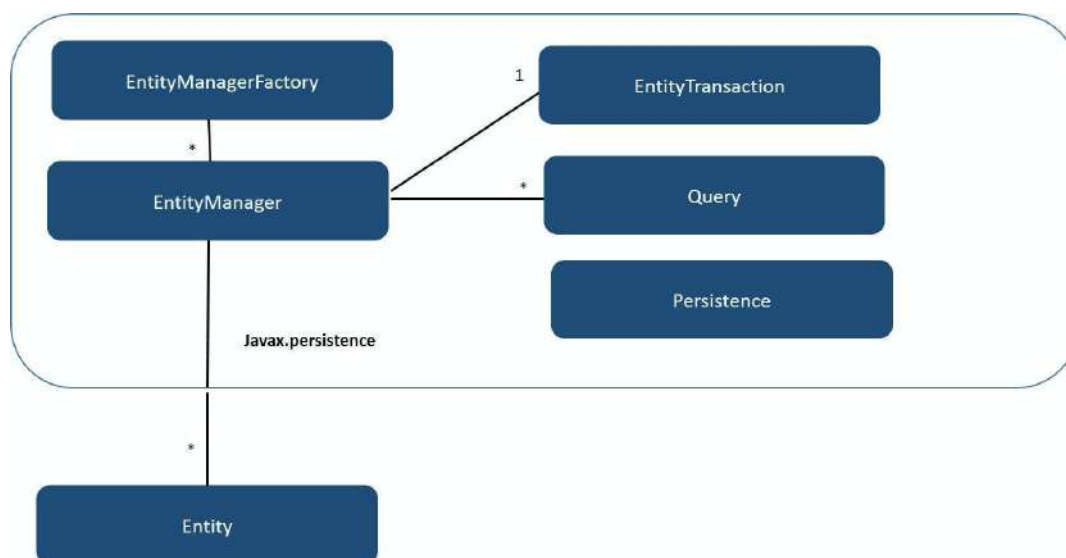 EntityManagerFactory
1
EntityTransaction
*
EntityManager
*
Query
Persistence
Javax.persistence
*
Entity